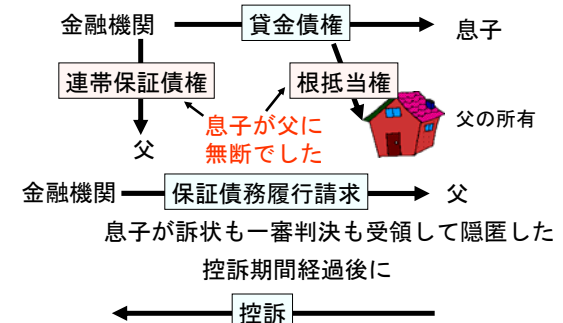 金融機関 貸金債権 息子
連帯保証債権 根抵当権
息子が父に
無断でした
父の所有
父
金融機関 保証債務履行請求 父
息子が訴状も一審判決も受領して隠匿した
控訴期間経過後に
控訴